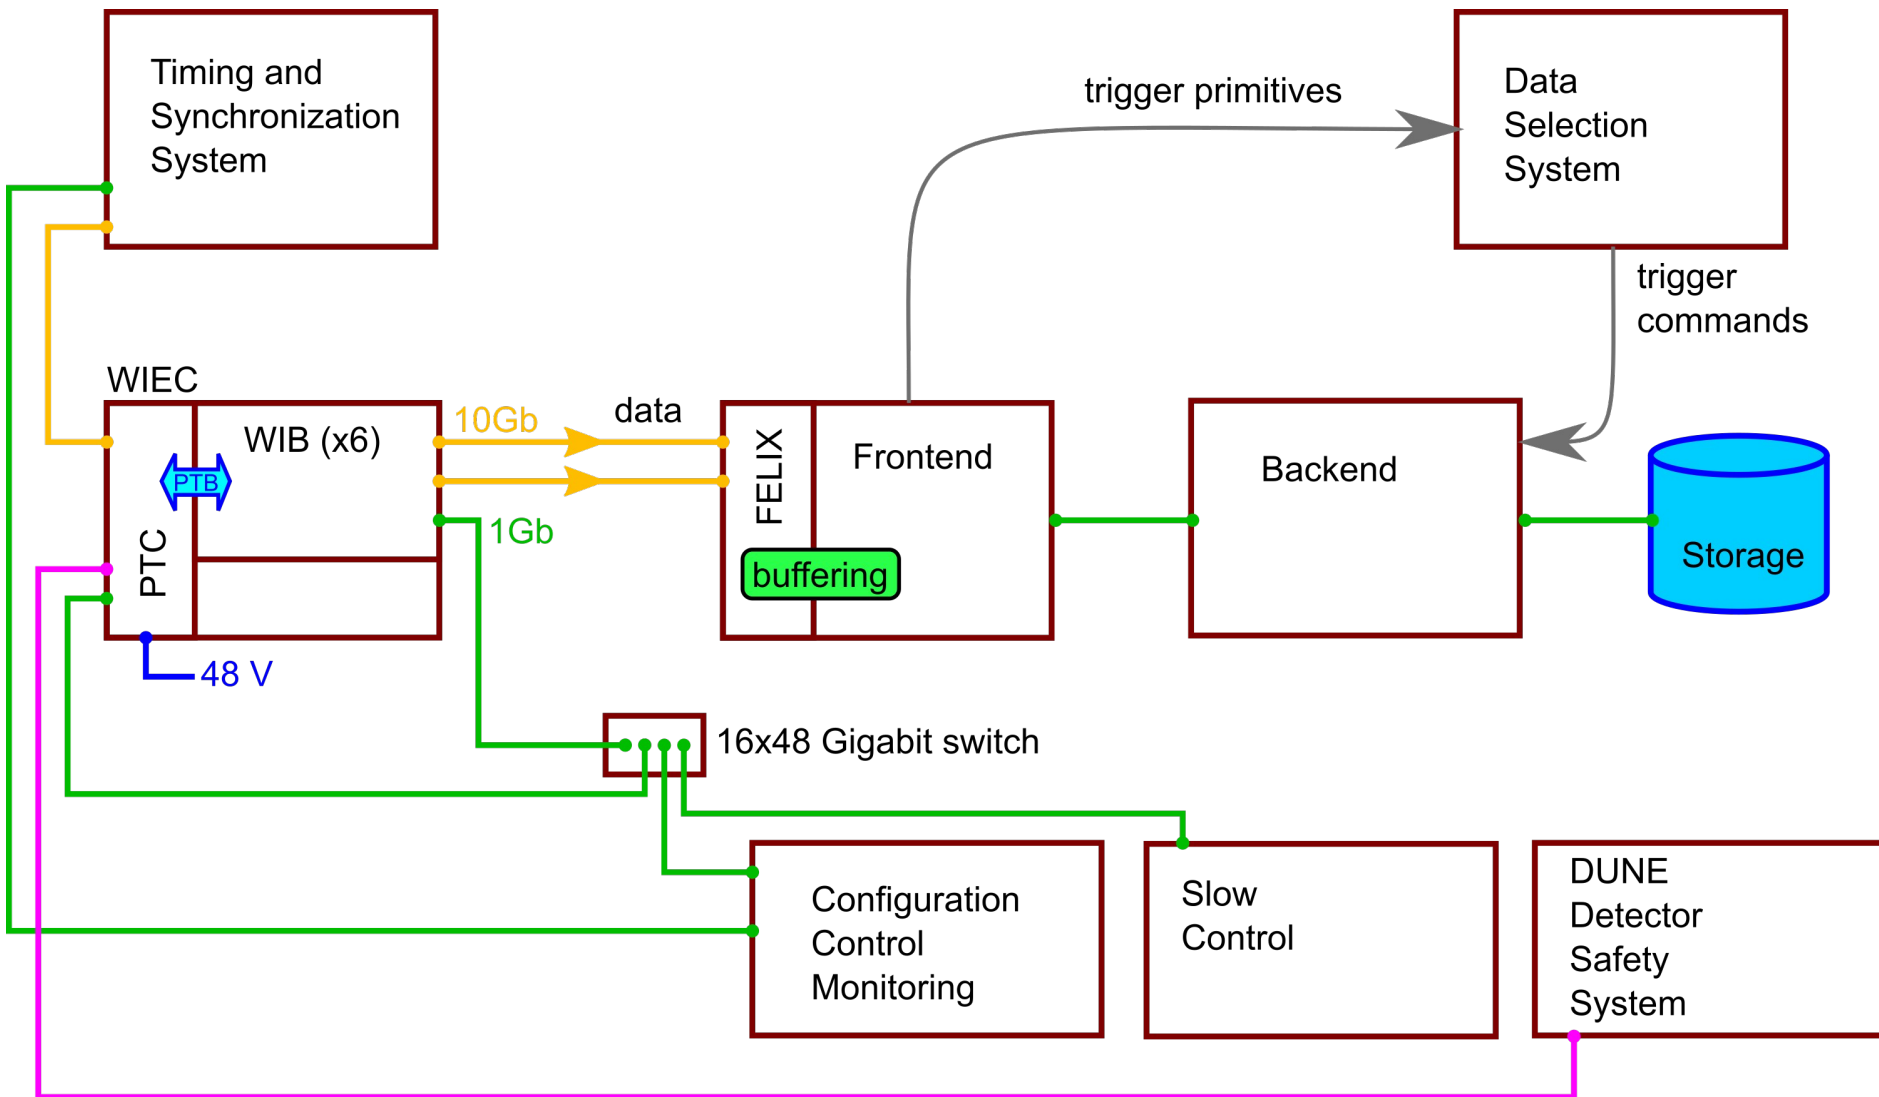 Timing and
Synchronization
System
trigger primitives
Data
Selection
System
trigger
commands
WIEC
WIB (x6)
PTB
PTC
10Gb
data
1Gb
48 V
FELIX
Frontend
buffering
Backend
Storage
16x48 Gigabit switch
Configuration
Control
Monitoring
Slow
Control
DUNE
Detector
Safety
System